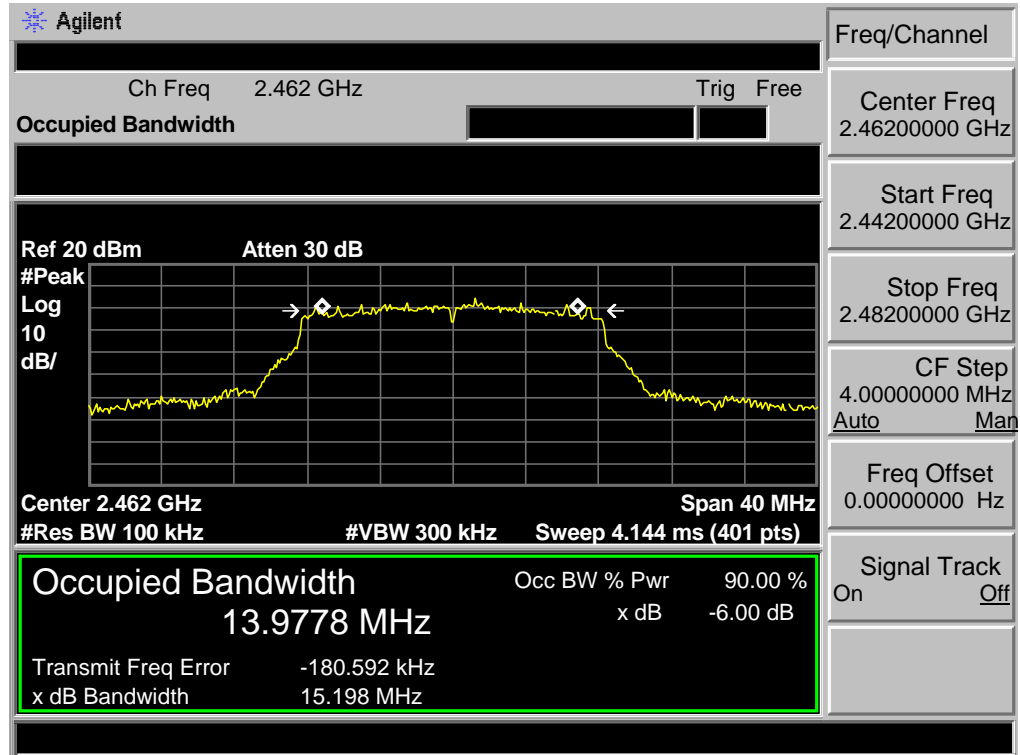 Agilent
Freq/Channel
Ch Freq 2.462 GHz Trig Free
Occupied Bandwidth
Center Freq
2.46200000 GHz
Start Freq
2.44200000 GHz
Stop Freq
2.48200000 GHz
CF Step
4.00000000 MHz
Auto Man
Freq Offset
0.00000000 Hz
Signal Track
On Off
Ref 20 dBm Atten 30 dB
#Peak
Log
10
dB/
Center 2.462 GHz Span 40 MHz
#Res BW 100 kHz #VBW 300 kHz Sweep 4.144 ms (401 pts)
Occupied Bandwidth Occ BW % Pwr 90.00 %
13.9778 MHz x dB -6.00 dB
Transmit Freq Error -180.592 kHz
x dB Bandwidth 15.198 MHz